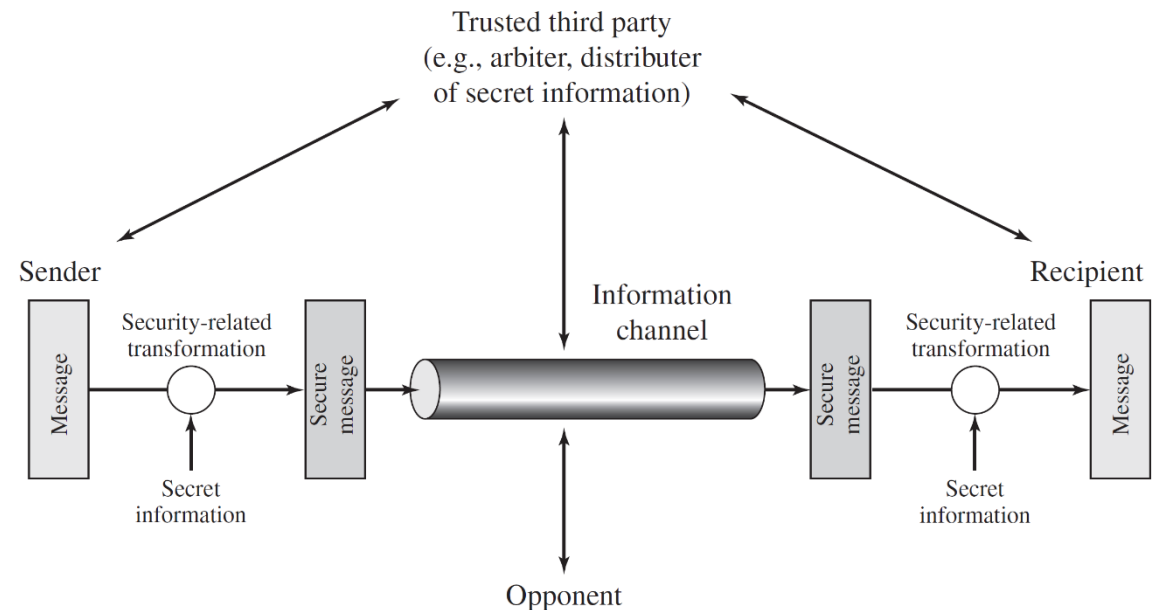 Trusted third party
(e.g., arbiter, distributer
of secret information)
Sender
Recipient
Information
channel
Security-related
transformation
Security-related
transformation
Message
Secure
message
Secure
message
Message
Secret
information
Secret
information
Opponent